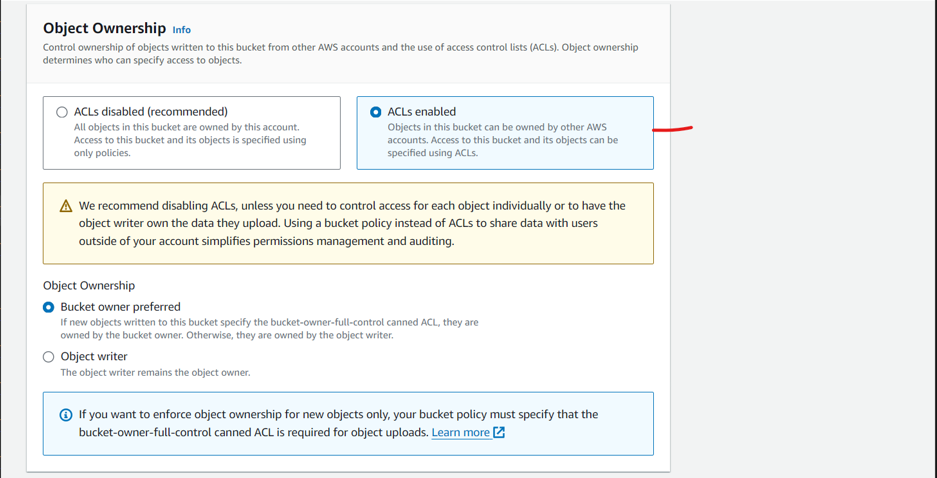 Object Ownership Info
Control ownership of objects written to this bucket from other AWS accounts and the use of access control lists (ACLs). Object ownership
determines who can specify access to objects.
ACLs disabled (recommended)
All objects in this bucket are owned by this account.
Access to this bucket and its objects is specified using
only policies.
ACLs enabled
Objects in this bucket can be owned by other AWS
accounts. Access to this bucket and its objects can be
specified using ACLs.
We recommend disabling ACLs, unless you need to control access for each object individually or to have the
object writer own the data they upload. Using a bucket policy instead of ACLs to share data with users
outside of your account simplifies permissions management and auditing.
Object Ownership
Bucket owner preferred
If new objects written to this bucket specify the bucket-owner-full-control canned ACL, they are
owned by the bucket owner. Otherwise, they are owned by the object writer.
Object writer
The object writer remains the object owner.
If you want to enforce object ownership for new objects only, your bucket policy must specify that the
bucket-owner-full-control canned ACL is required for object uploads. Learn more